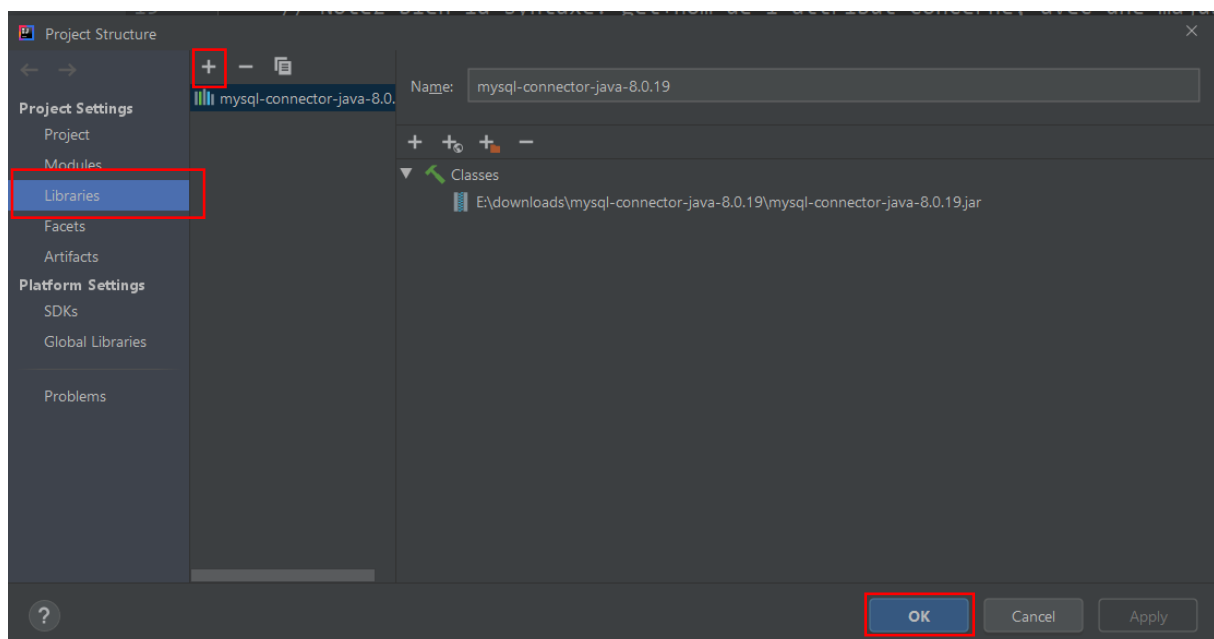 Project Structure
Project Settings
Project
Modules
Libraries
Facets
Artifacts
Platform Settings
SDKs
Global Libraries
Problems
mysql-connector-java-8.0.
Name: mysql-connector-java-8.0.19
Classes
E:\downloads\mysql-connector-java-8.0.19\mysql-connector-java-8.0.19.jar
?
OK Cancel Apply